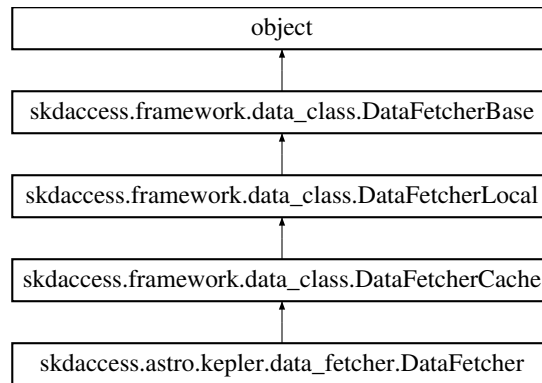 object
skdaccess.framework.data_class.DataFetcherBase
skdaccess.framework.data_class.DataFetcherLocal
skdaccess.framework.data_class.DataFetcherCache
skdaccess.astro.kepler.data_fetcher.DataFetcher